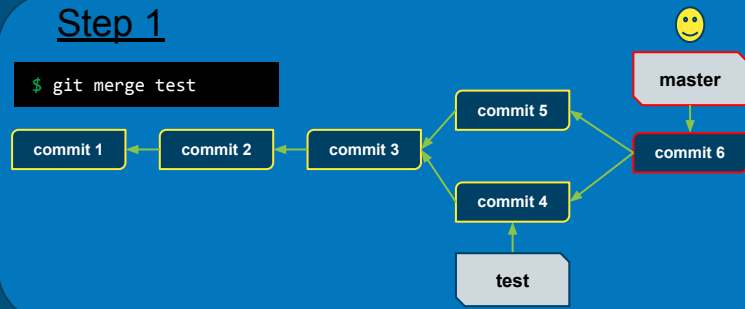 Step 1
$ git merge test
master
commit 5
commit 1
commit 2
commit 3
commit 6
commit 4
test